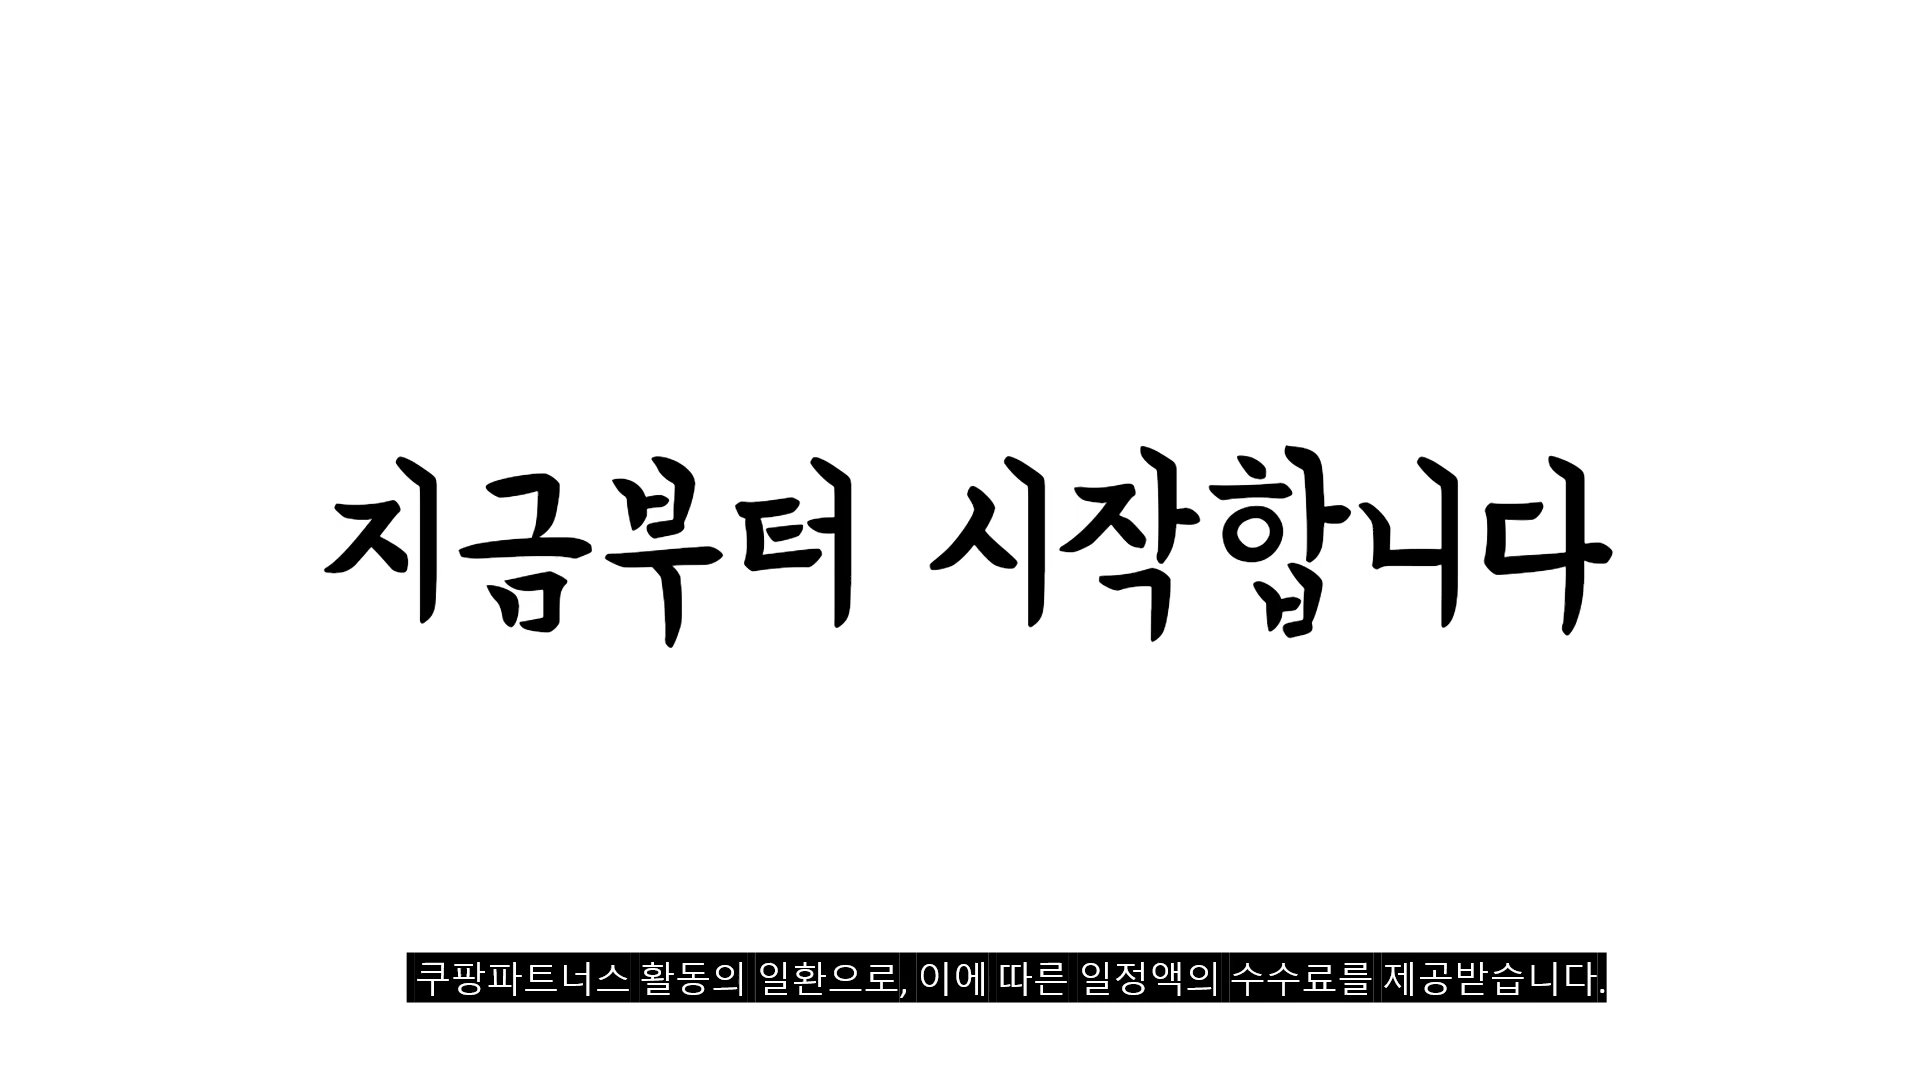 지금부터 시작합니다
쿠팡파트너스 활동의 일환으로, 이에 따른 일정액의 수수료를 제공받습니다.